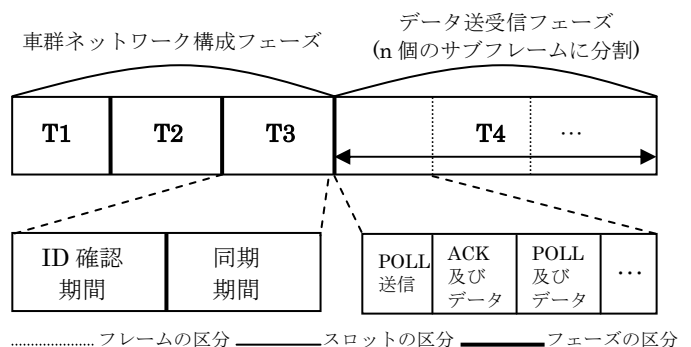 車群ネットワーク構成フェーズ
データ送受信フェーズ
(n 個のサブフレームに分割)
T1
T2
T3
T4
…
ID 確認
期間
同期
期間
POLL
送信
ACK
及び
データ
POLL
及び
データ
…
フレームの区分
スロットの区分
フェーズの区分